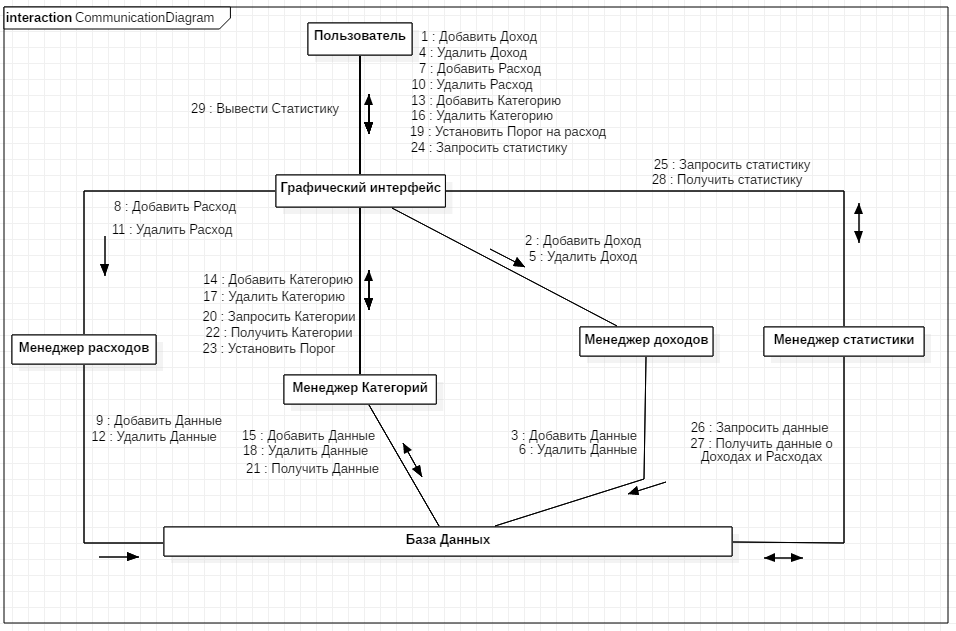 interaction CommunicationDiagram
Пользователь
1 : Добавить Доход
4 : Удалить Доход
7 : Добавить Расход
10 : Удалить Расход
13 : Добавить Категорию
16 : Удалить Категорию
19 : Установить Порог на расход
24 : Запросить статистику
29 : Вывести Статистику
25 : Запросить статистику
28 : Получить статистику
Графический интерфейс
8 : Добавить Расход
11 : Удалить Расход
2 : Добавить Доход
5 : Удалить Доход
14 : Добавить Категорию
17 : Удалить Категорию
20 : Запросить Категории
22 : Получить Категории
23 : Установить Порог
Менеджер расходов
Менеджер доходов
Менеджер статистики
Менеджер Категорий
9 : Добавить Данные
12 : Удалить Данные
15 : Добавить Данные
18 : Удалить Данные
21 : Получить Данные
3 : Добавить Данные
6 : Удалить Данные
26 : Запросить данные
27 : Получить данные о
Доходах и Расходах
База Данных